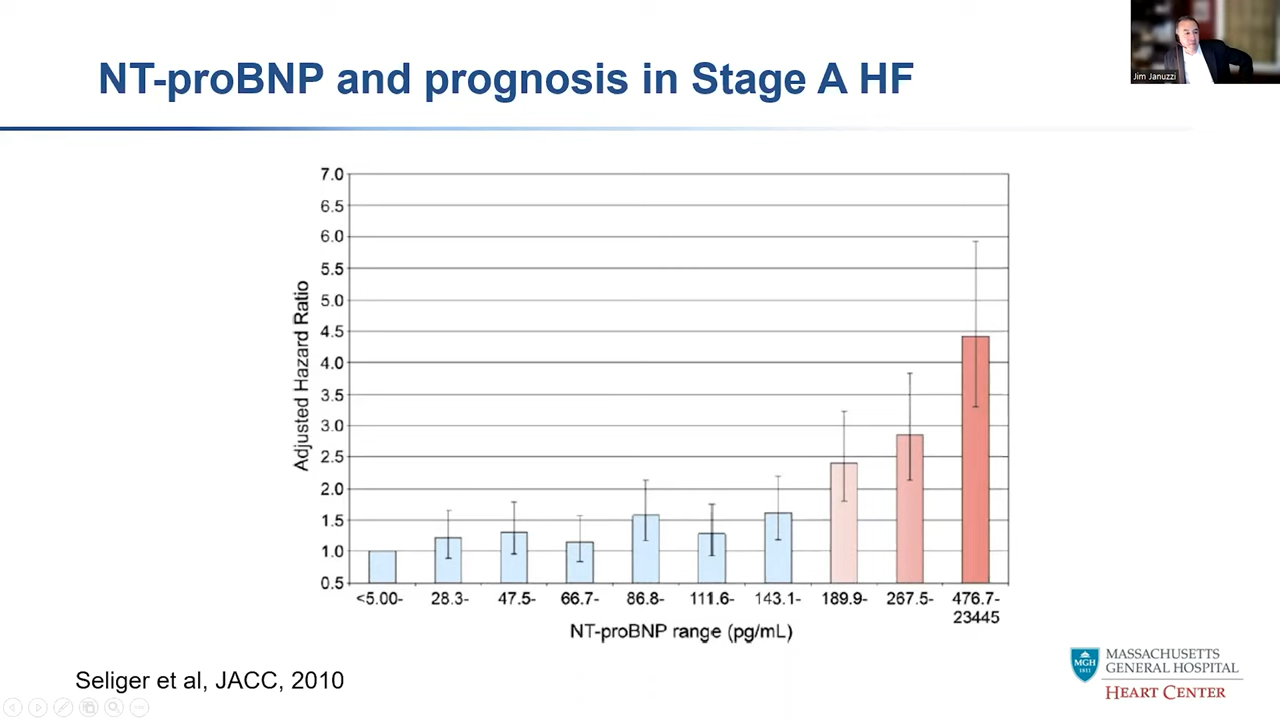 NT-proBNP and prognosis in Stage A HF
Jim Januzzi
7.0
6.5
6.0
5.5
5.0
4.5
4.0
3.5
3.0
2.5
2.0
1.5
1.0
0.5
Adjusted Hazard Ratio
<5.00- 28.3- 47.5- 66.7- 86.8- 111.6- 143.1- 189.9- 267.5- 476.7-
23445
NT-proBNP range (pg/mL)
Seliger et al, JACC, 2010
MGH
1811
MASSACHUSETTS
GENERAL HOSPITAL
HEART CENTER